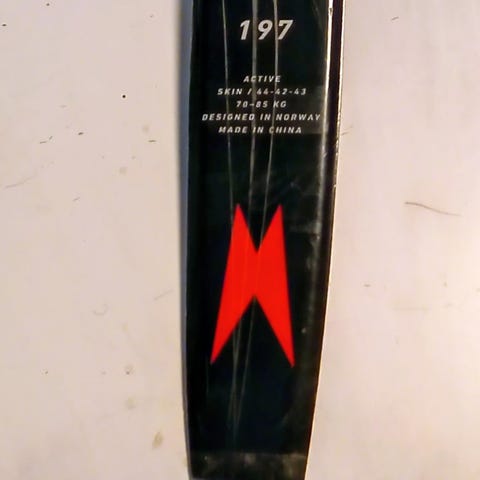 197
ACTIVE
SKIN / 44-42-43
70-85 KG
DESIGNED IN NORWAY
MADE IN CHINA